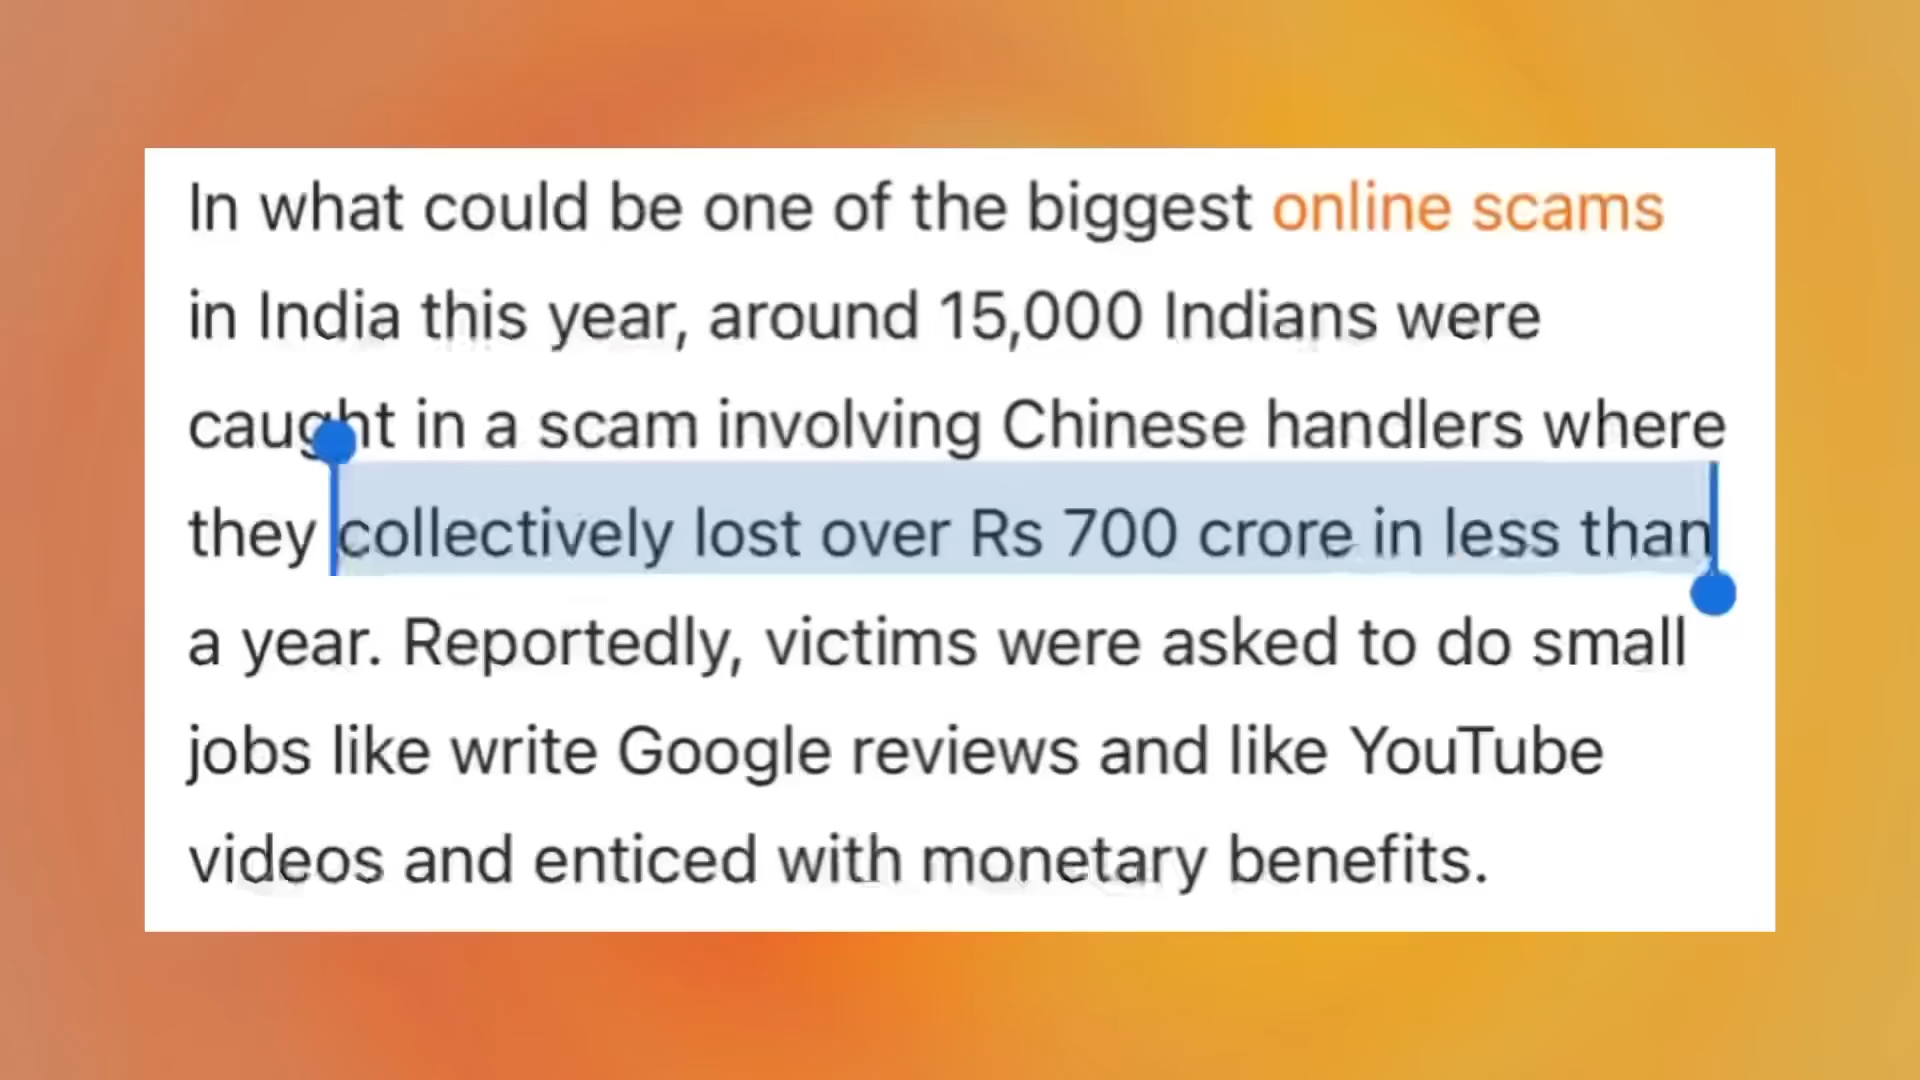 In what could be one of the biggest online scams
in India this year, around 15,000 Indians were
caught in a scam involving Chinese handlers where
they collectively lost over Rs 700 crore in less than
a year. Reportedly, victims were asked to do small
jobs like write Google reviews and like YouTube
videos and enticed with monetary benefits.